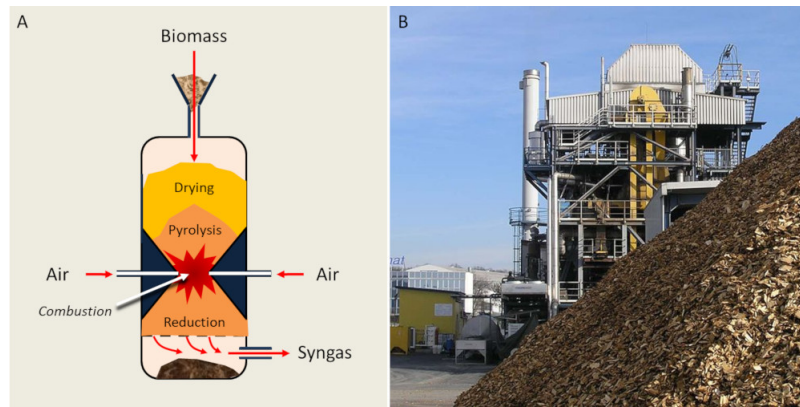 A
Biomass
Drying
Pyrolysis
Air
Air
Combustion
Reduction
Syngas
B